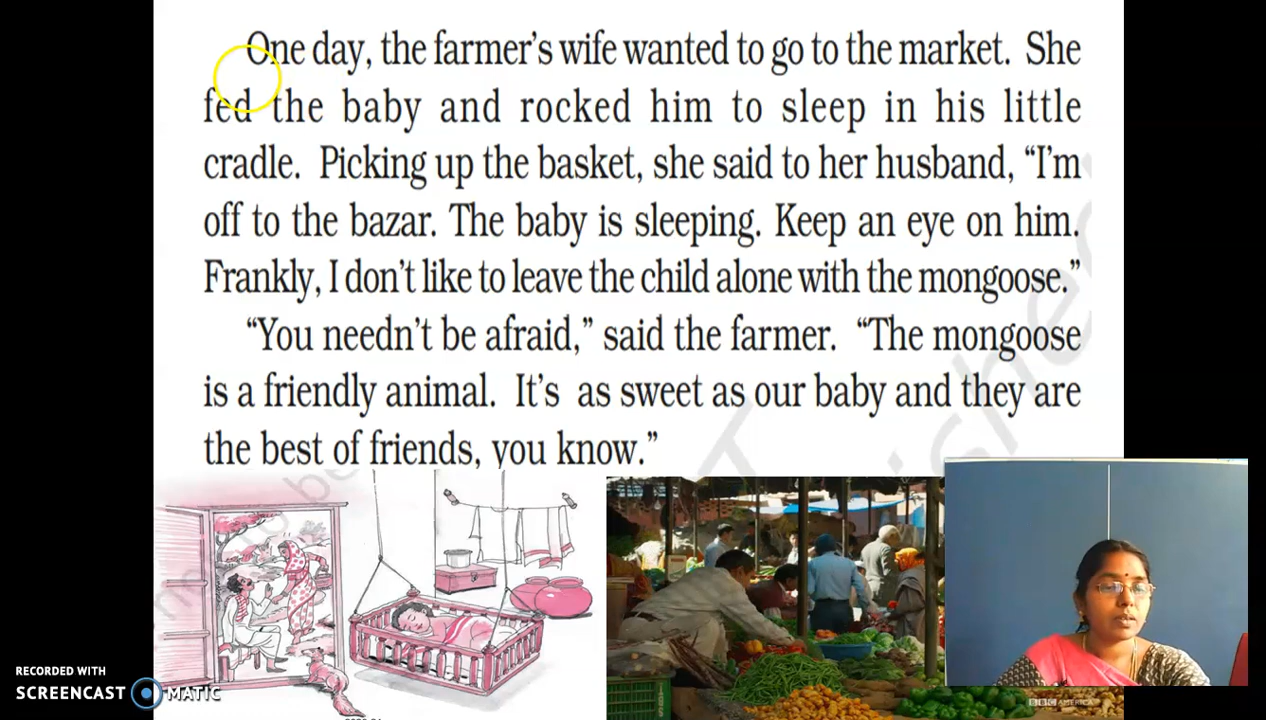 One day, the farmer's wife wanted to go to the market. She
fed the baby and rocked him to sleep in his little
cradle. Picking up the basket, she said to her husband, “I'm
off to the bazar. The baby is sleeping. Keep an eye on him.
Frankly, I don't like to leave the child alone with the mongoose.”
“You needn't be afraid,” said the farmer. “The mongoose
is a friendly animal. It's as sweet as our baby and they are
the best of friends, you know.”
RECORDED WITH
SCREENCAST MATIC
BBC AMERICA